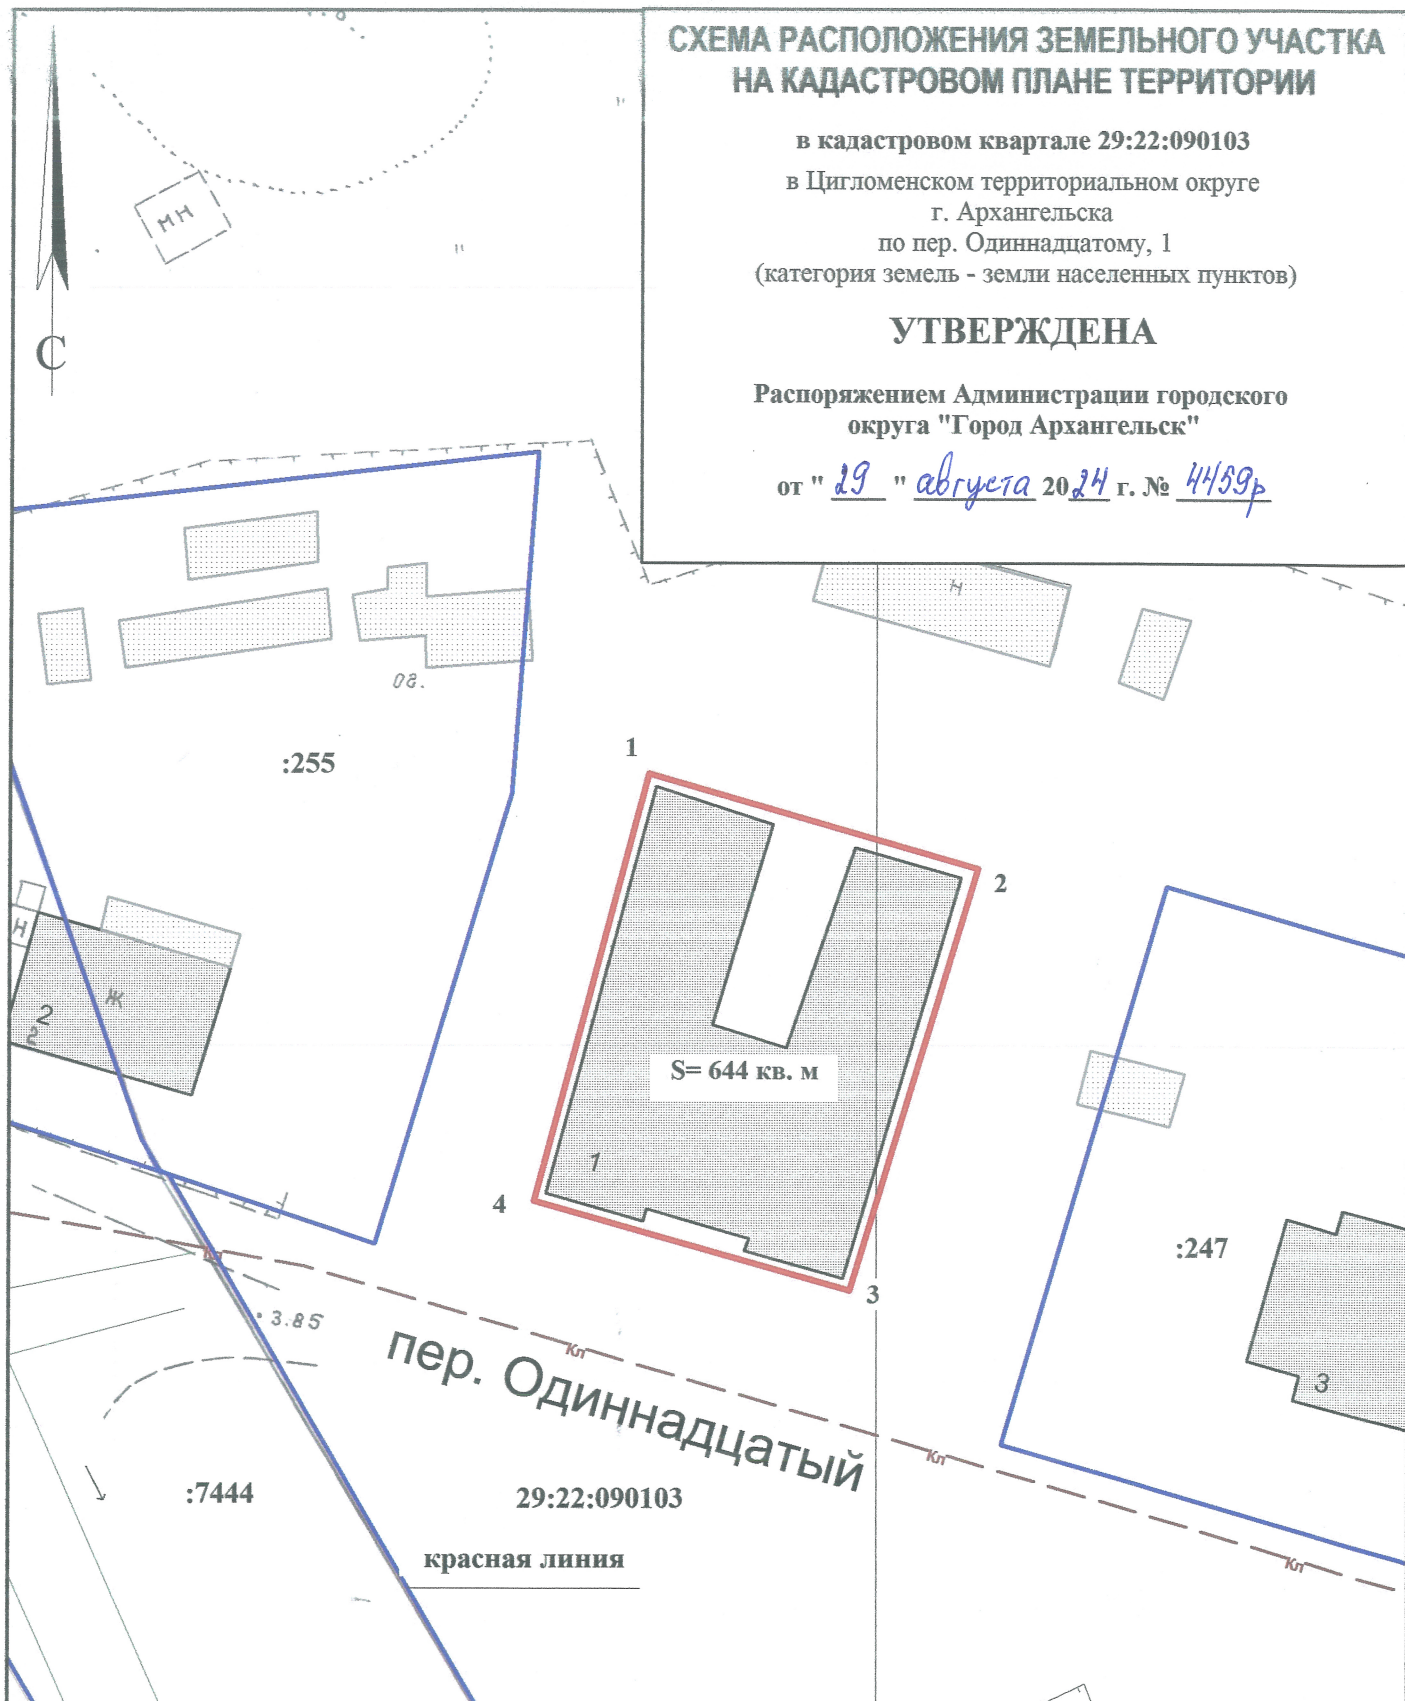 СХЕМА РАСПОЛОЖЕНИЯ ЗЕМЕЛЬНОГО УЧАСТКА
НА КАДАСТРОВОМ ПЛАНЕ ТЕРРИТОРИИ
в кадастровом квартале 29:22:090103
в Цигломенском территориальном округе
г. Архангельска
по пер. Одиннадцатому, 1
(категория земель - земли населенных пунктов)
УТВЕРЖДЕНА
Распоряжением Администрации городского
округа "Город Архангельск"
от " 29 " августа 2024 г. № 4459р
МН
С
Н
08.
:255
1
2
Н
Ж
2
2
S= 644 кв. м
1
4
3
:247
3
Кл
3.85
Кл
пер. Одиннадцатый
Кл
:7444
29:22:090103
красная линия
Кл